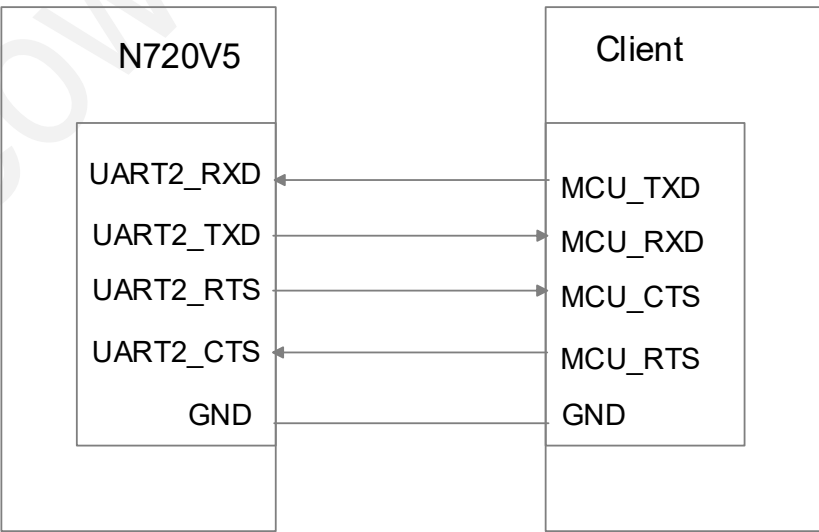 N720V5
Client
UART2_RXD
MCU_TXD
UART2_TXD
MCU_RXD
UART2_RTS
MCU_CTS
UART2_CTS
MCU_RTS
GND
GND